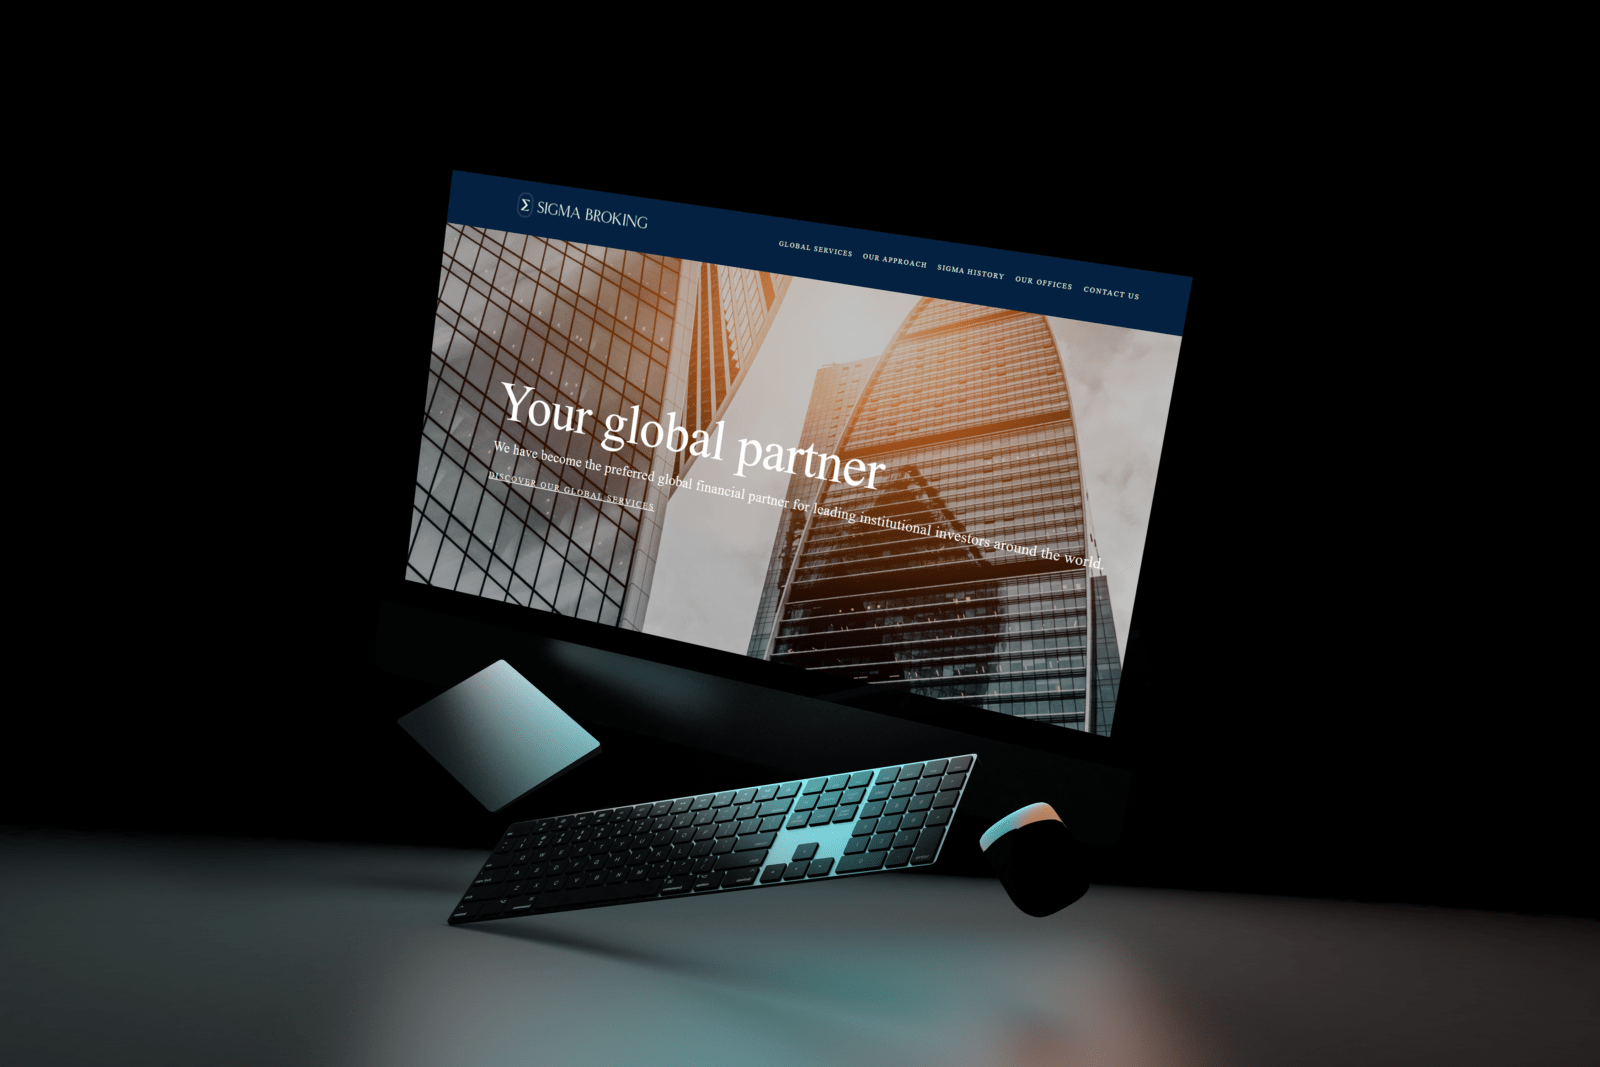 Σ SIGMA BROKING
GLOBAL SERVICES OUR APPROACH SIGMA HISTORY OUR OFFICES CONTACT US
Your global partner
We have become the preferred global financial partner for leading institutional investors around the world.
DISCOVER OUR GLOBAL SERVICES